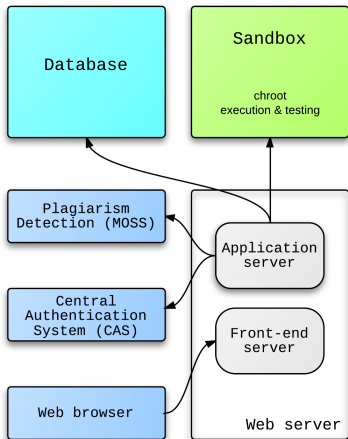 Database
Sandbox
chroot
execution & testing
Plagiarism
Detection (MOSS)
Application
server
Central
Authentication
System (CAS)
Front-end
server
Web browser
Web server